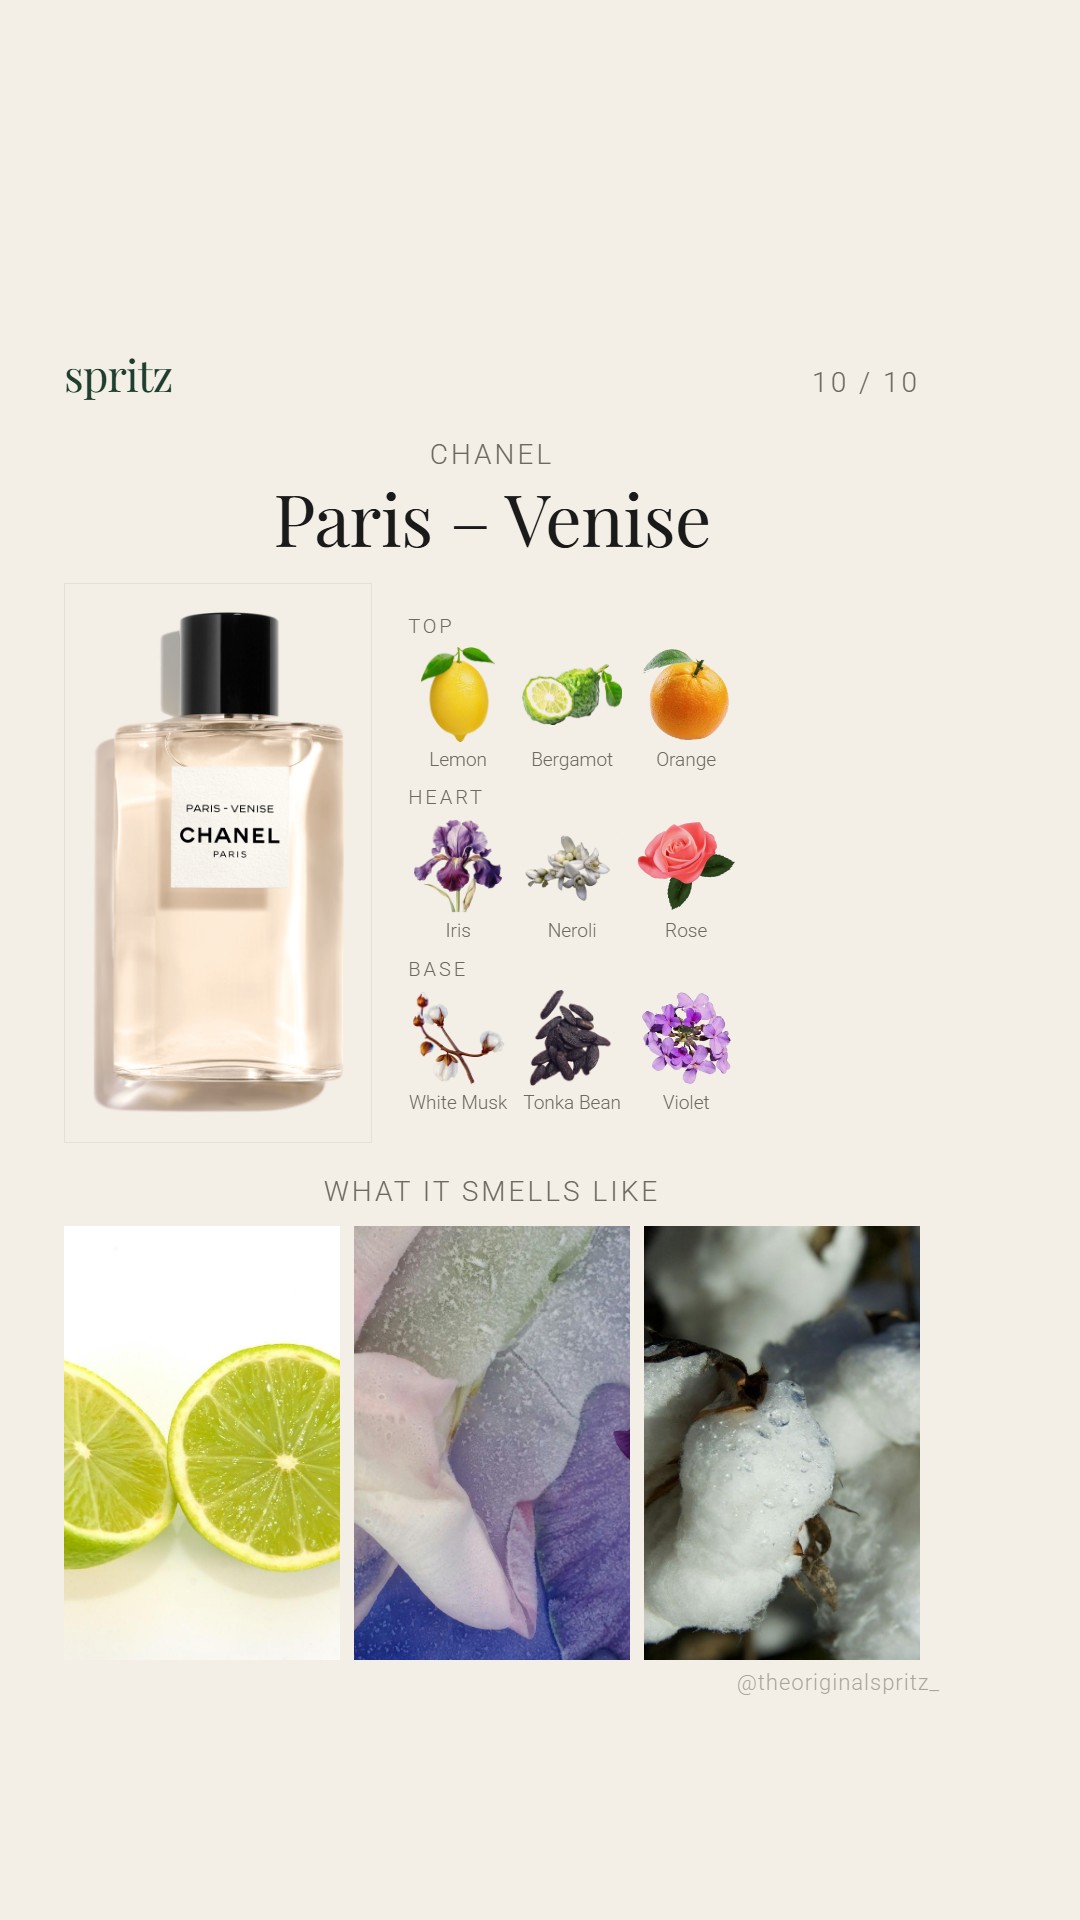 spritz
10 / 10
CHANEL
Paris – Venise
PARIS - VENISE
CHANEL
PARIS
TOP
Lemon Bergamot Orange
HEART
Iris Neroli Rose
BASE
White Musk Tonka Bean Violet
WHAT IT SMELLS LIKE
@theoriginalspritz_